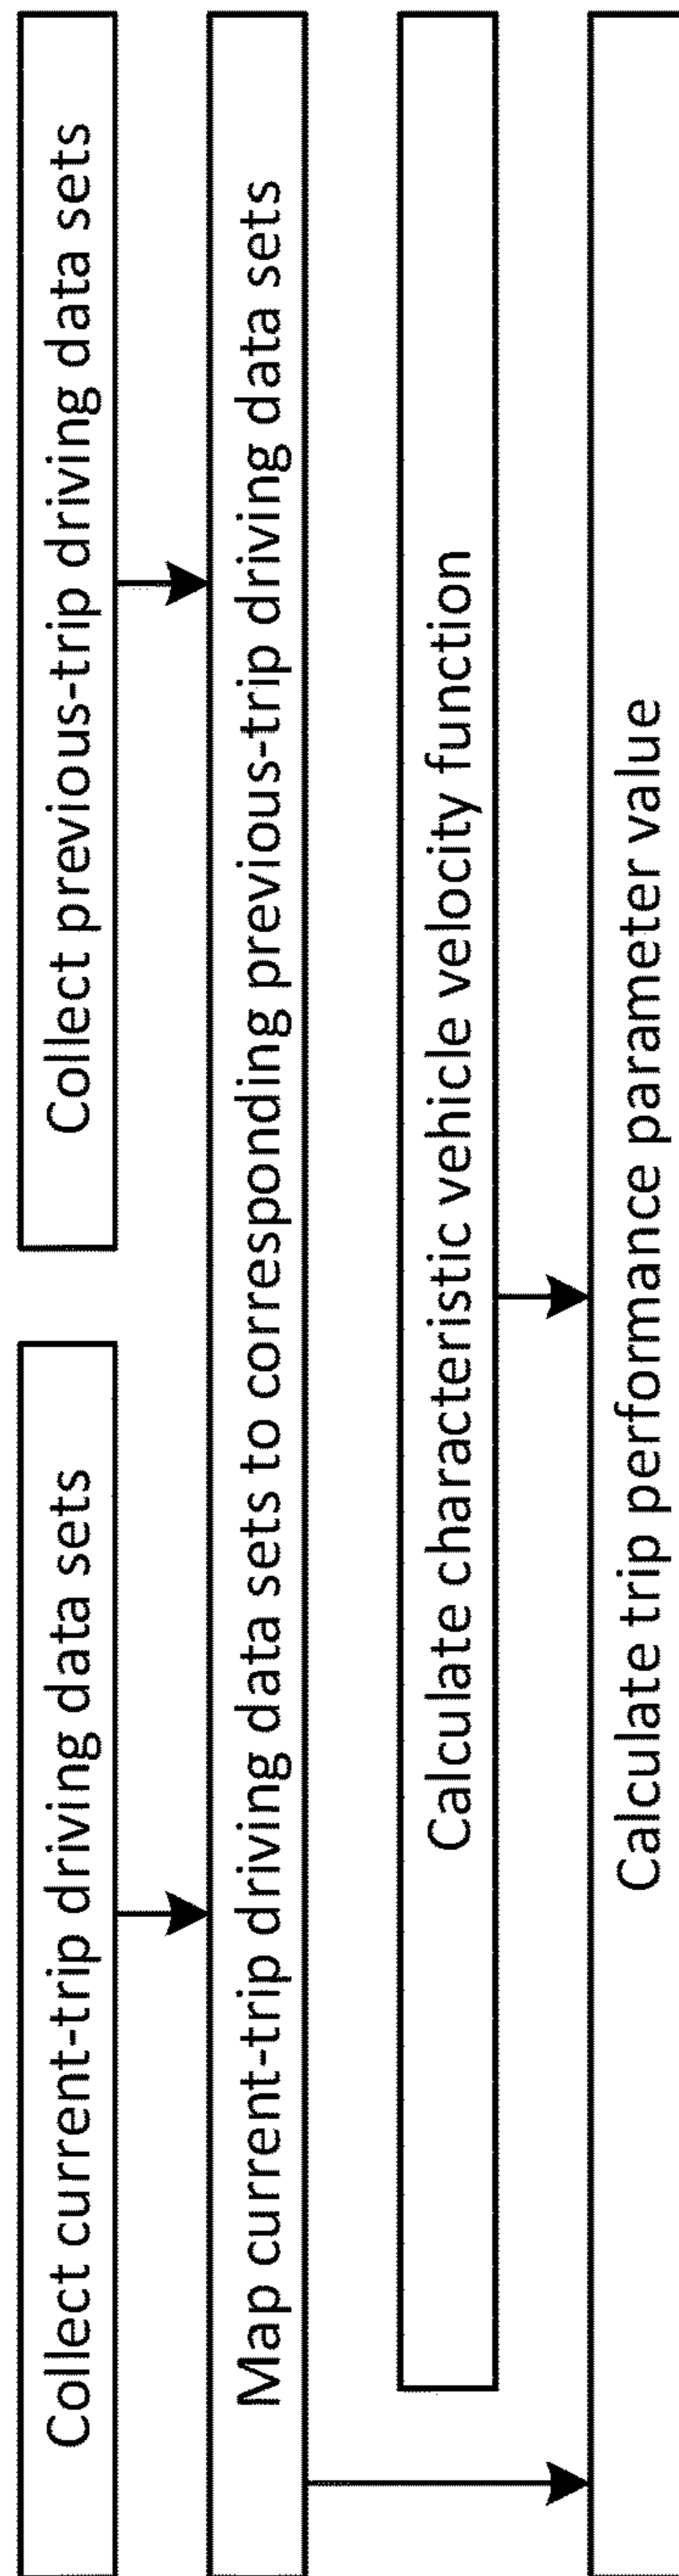 Collect current-trip driving data sets
Collect previous-trip driving data sets
Map current-trip driving data sets to corresponding previous-trip driving data sets
Calculate characteristic vehicle velocity function
Calculate trip performance parameter value